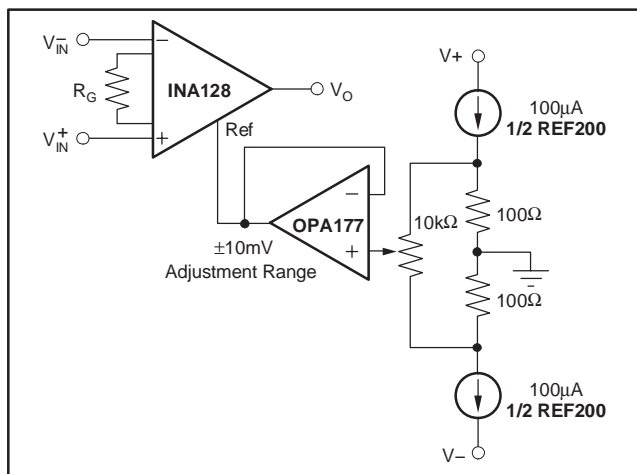 V−IN
−
RG
INA128
VO
V+IN
+
Ref
−
OPA177
+
±10mV
Adjustment Range
10kΩ
V+
100µA
1/2 REF200
100Ω
100Ω
100µA
1/2 REF200
V−